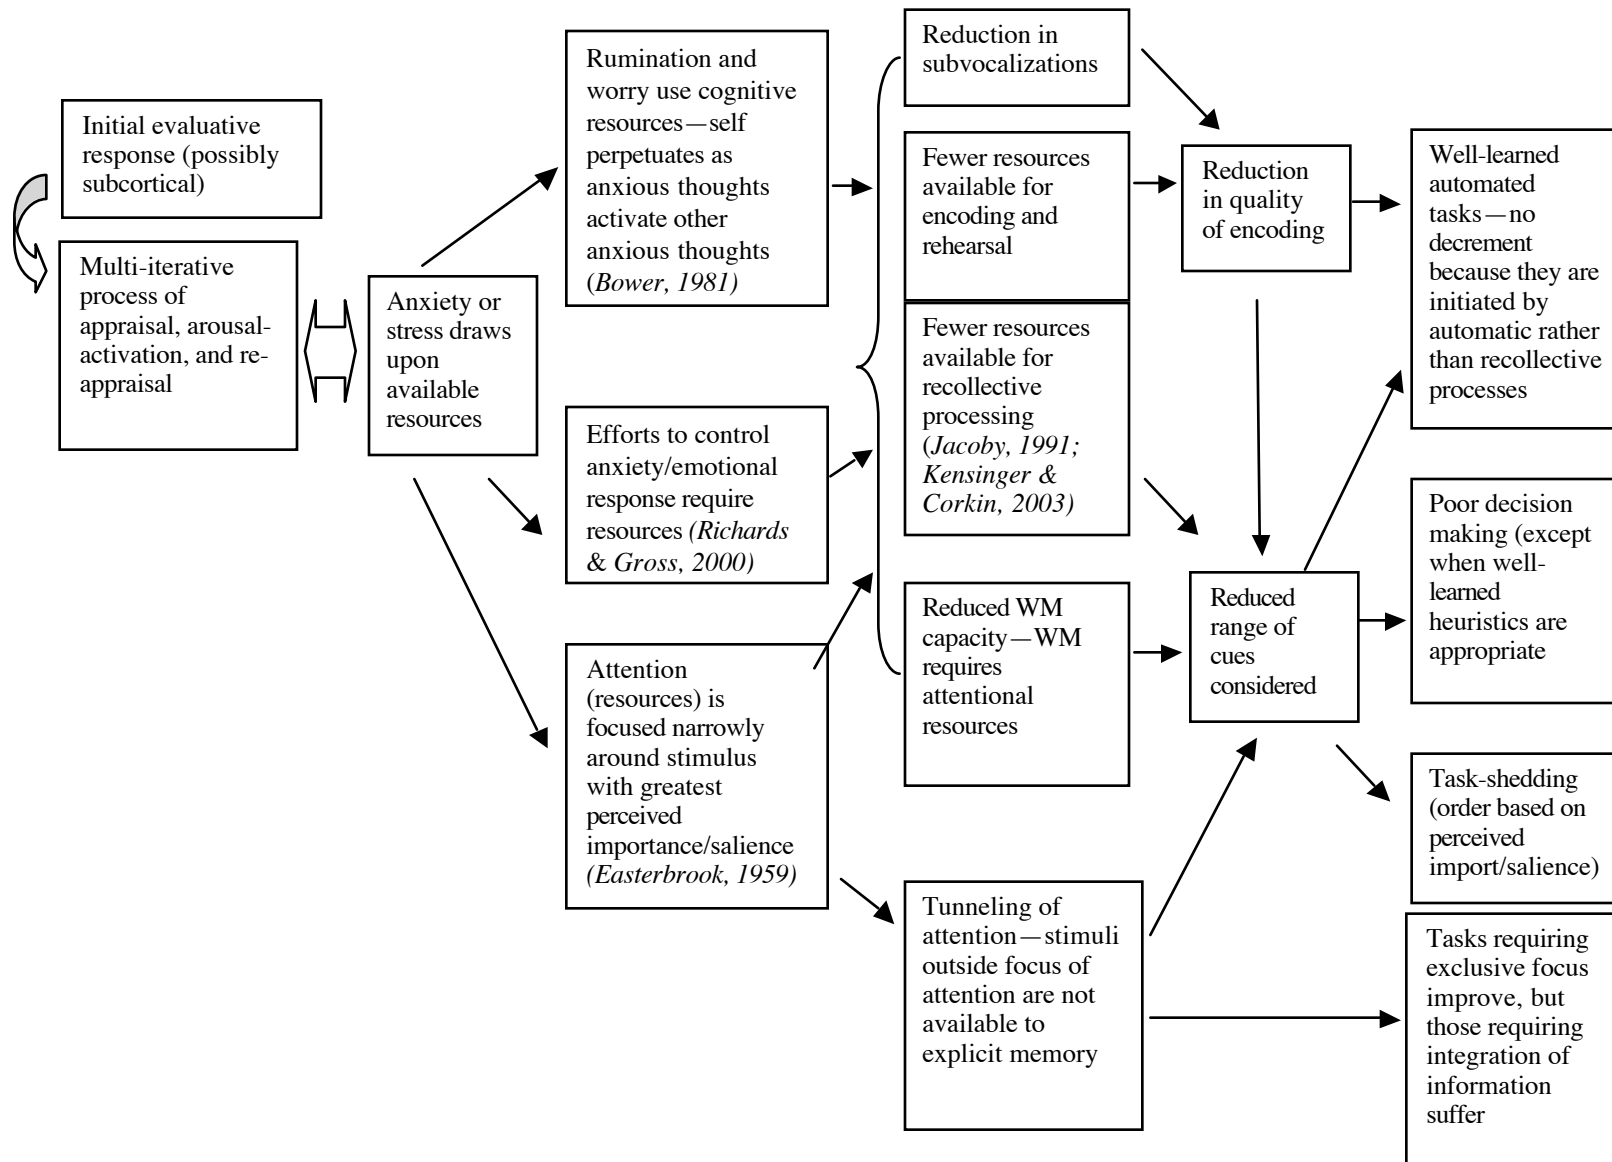 Initial evaluative
response (possibly
subcortical)
Multi-iterative
process of
appraisal, arousal-
activation, and re-
appraisal
Anxiety or
stress draws
upon
available
resources
Rumination and
worry use cognitive
resources—self
perpetuates as
anxious thoughts
activate other
anxious thoughts
(Bower, 1981)
Efforts to control
anxiety/emotional
response require
resources (Richards
& Gross, 2000)
Attention
(resources) is
focused narrowly
around stimulus
with greatest
perceived
importance/salience
(Easterbrook, 1959)
Reduction in
subvocalizations
Fewer resources
available for
encoding and
rehearsal
Fewer resources
available for
recollective
processing
(Jacoby, 1991;
Kensinger &
Corkin, 2003)
Reduced WM
capacity—WM
requires
attentional
resources
Tunneling of
attention—stimuli
outside focus of
attention are not
available to
explicit memory
Reduction
in quality
of encoding
Reduced
range of
cues
considered
Well-learned
automated
tasks—no
decrement
because they are
initiated by
automatic rather
than recollective
processes
Poor decision
making (except
when well-
learned
heuristics are
appropriate
Task-shedding
(order based on
perceived
import/salience)
Tasks requiring
exclusive focus
improve, but
those requiring
integration of
information
suffer